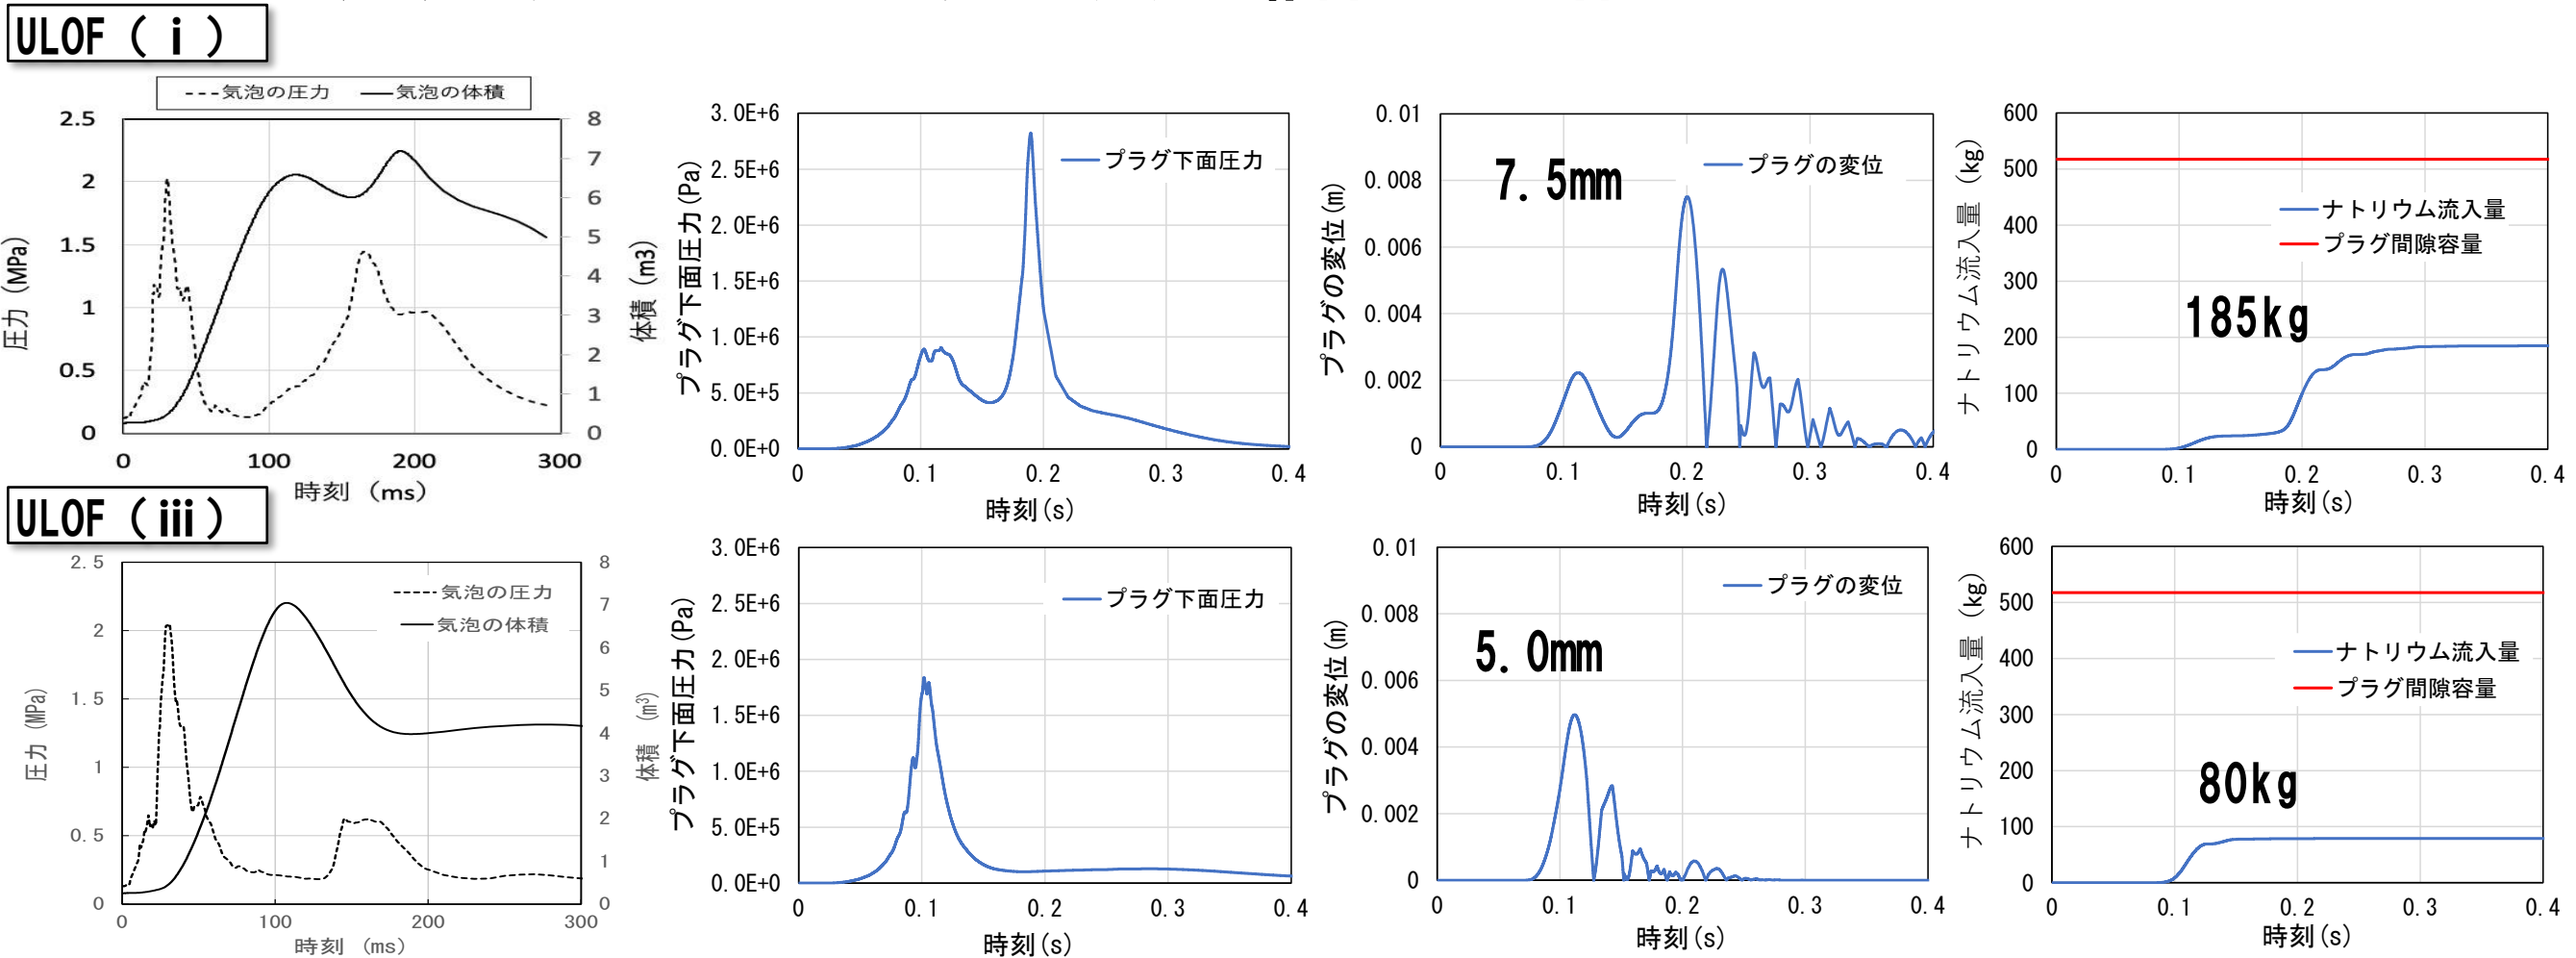 ULOF（ i ）
気泡の圧力 気泡の体積
圧力 (MPa)
2.5
2
1.5
1
0.5
0
8
7
6
5
4
3
2
1
0
体積 (m3)
0 100 200 300
時刻 (ms)
プラグ下面圧力(Pa)
3.0E+6
2.5E+6
2.0E+6
1.5E+6
1.0E+6
5.0E+5
0.0E+0
プラグ下面圧力
0 0.1 0.2 0.3 0.4
時刻(s)
プラグの変位(m)
0.01
0.008
0.006
0.004
0.002
0
7.5mm
プラグの変位
0 0.1 0.2 0.3 0.4
時刻(s)
ナトリウム流入量 (kg)
600
500
400
300
200
100
0
ナトリウム流入量
プラグ間隙容量
185kg
0 0.1 0.2 0.3 0.4
時刻(s)
ULOF（ iii ）
圧力 (MPa)
2.5
2
1.5
1
0.5
0
気泡の圧力
気泡の体積
8
7
6
5
4
3
2
1
0
体積 (m³)
0 100 200 300
時刻 (ms)
プラグ下面圧力(Pa)
3.0E+6
2.5E+6
2.0E+6
1.5E+6
1.0E+6
5.0E+5
0.0E+0
プラグ下面圧力
0 0.1 0.2 0.3 0.4
時刻(s)
プラグの変位(m)
0.01
0.008
0.006
0.004
0.002
0
プラグの変位
5.0mm
0 0.1 0.2 0.3 0.4
時刻(s)
ナトリウム流入量 (kg)
600
500
400
300
200
100
0
ナトリウム流入量
プラグ間隙容量
80kg
0 0.1 0.2 0.3 0.4
時刻(s)